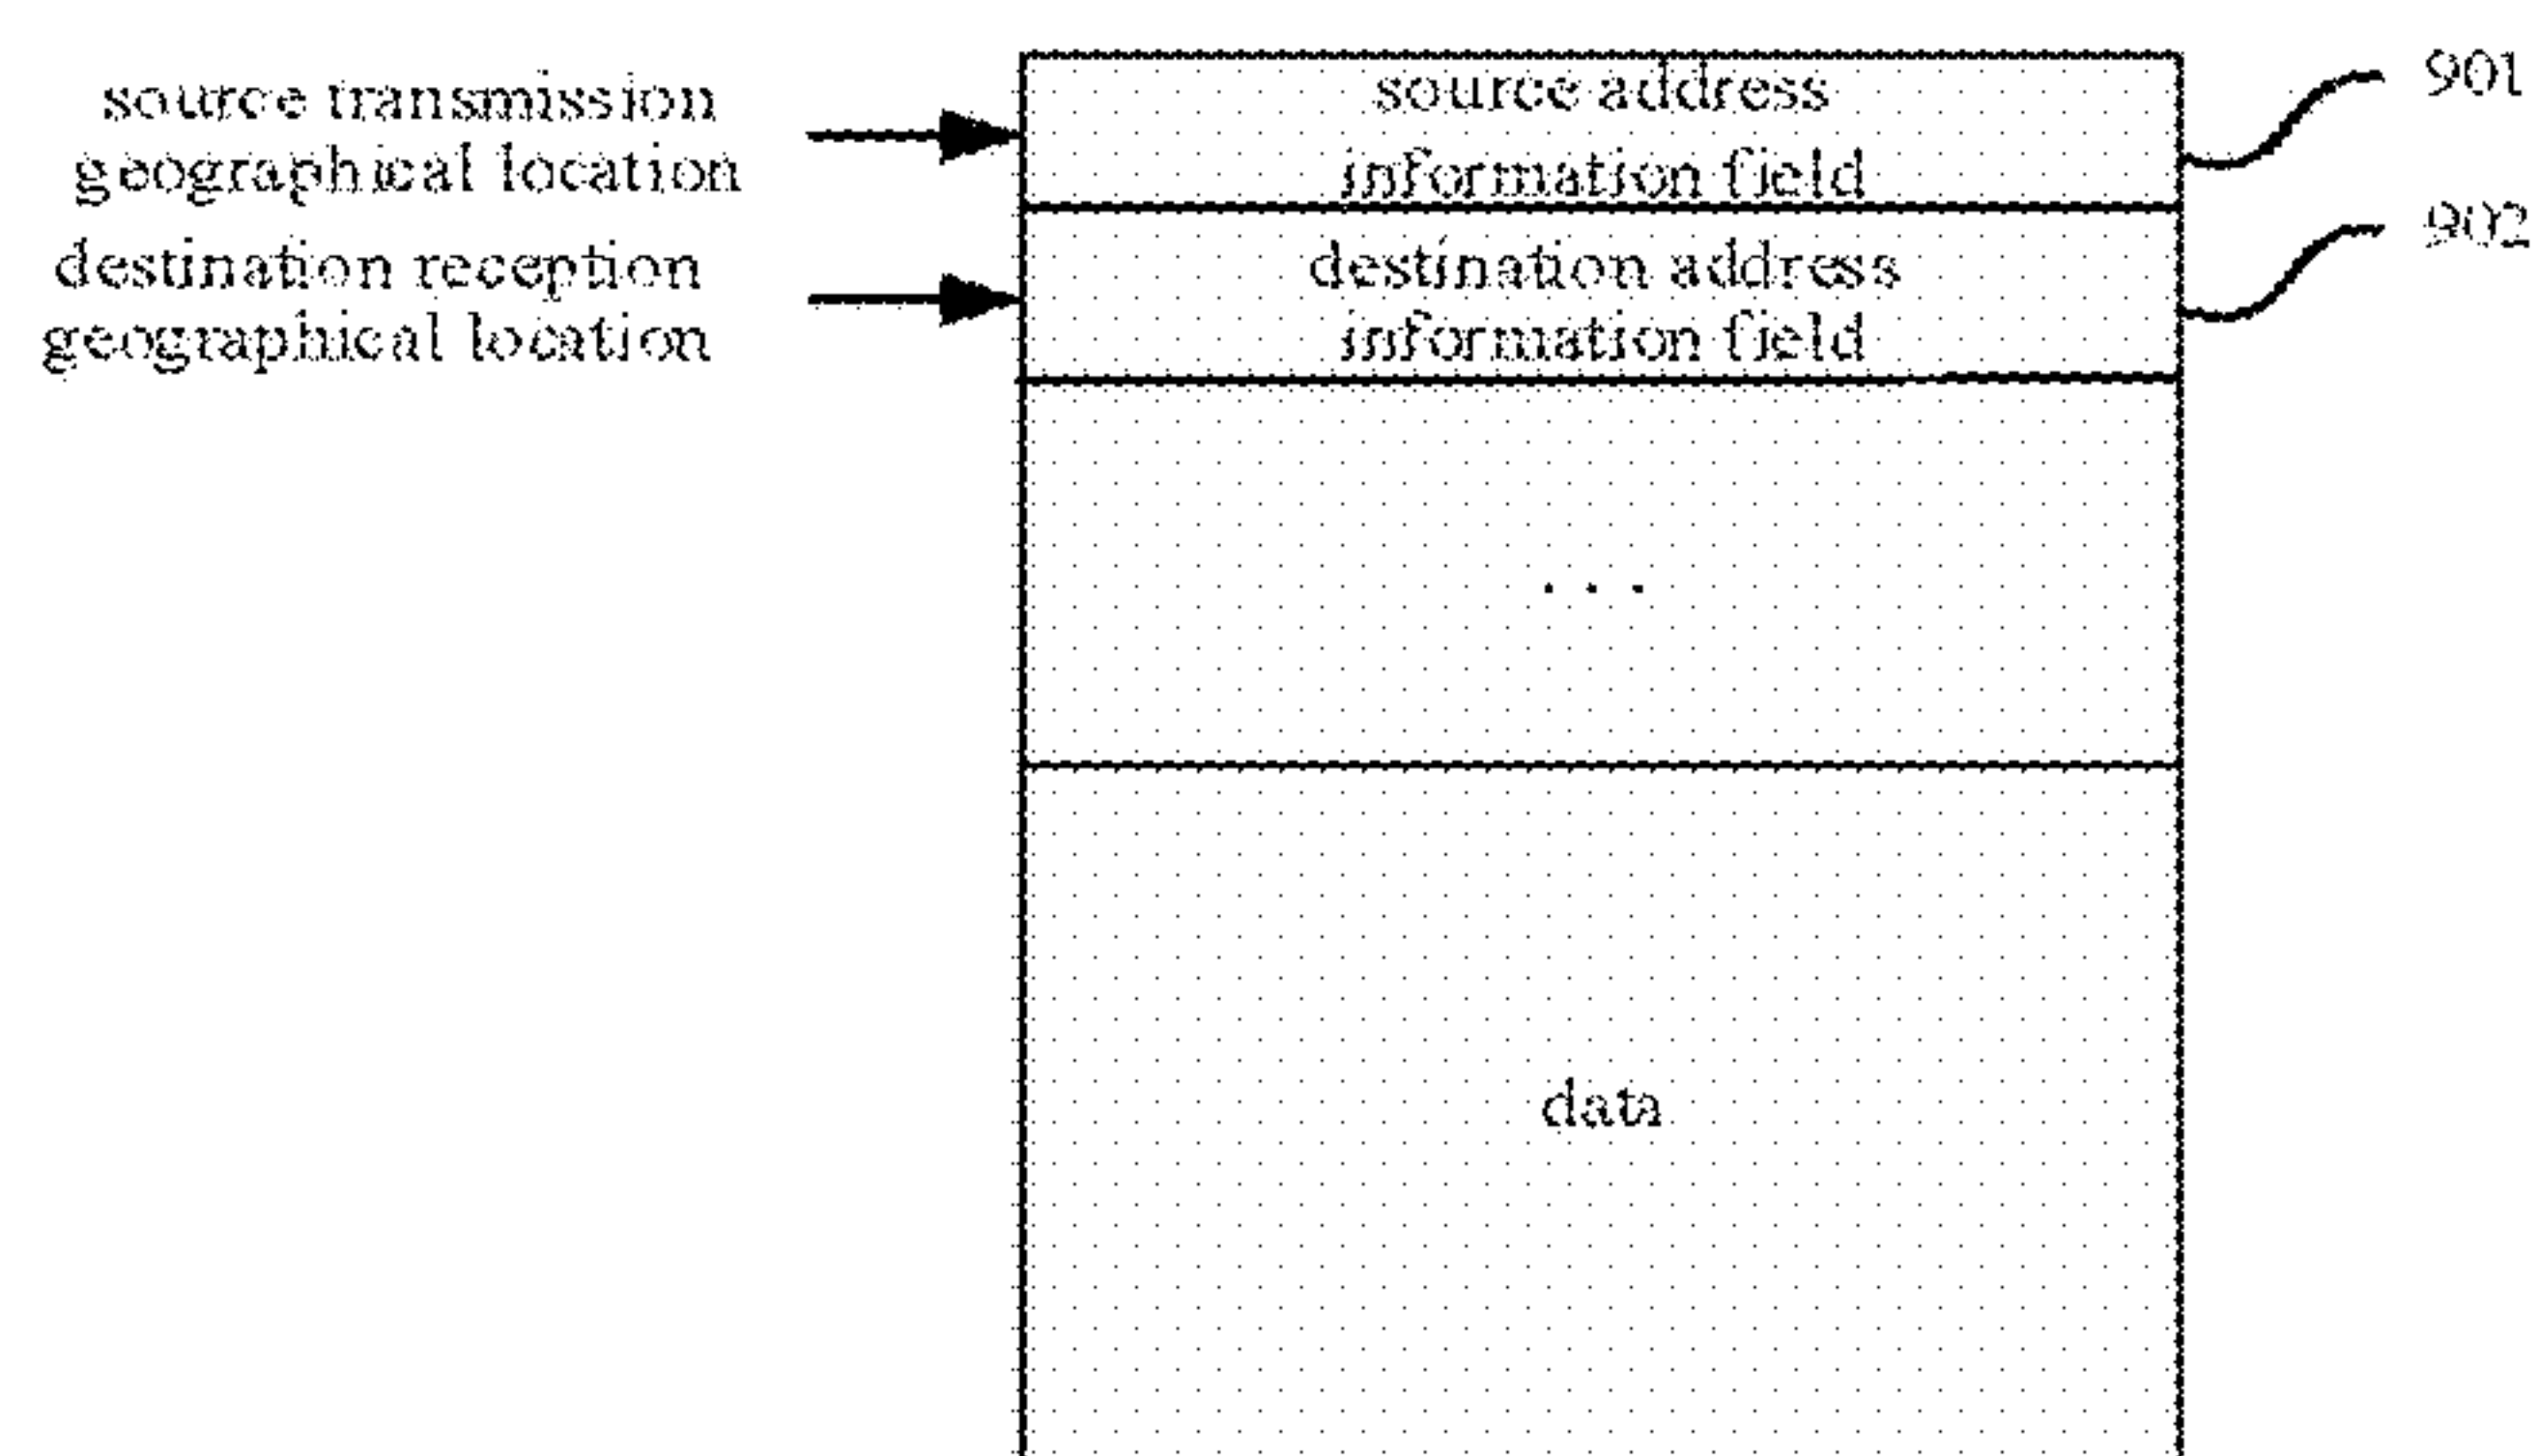 source transmission
geographical location
source address
information field
901
destination reception
geographical location
destination address
information field
902
. . .
data